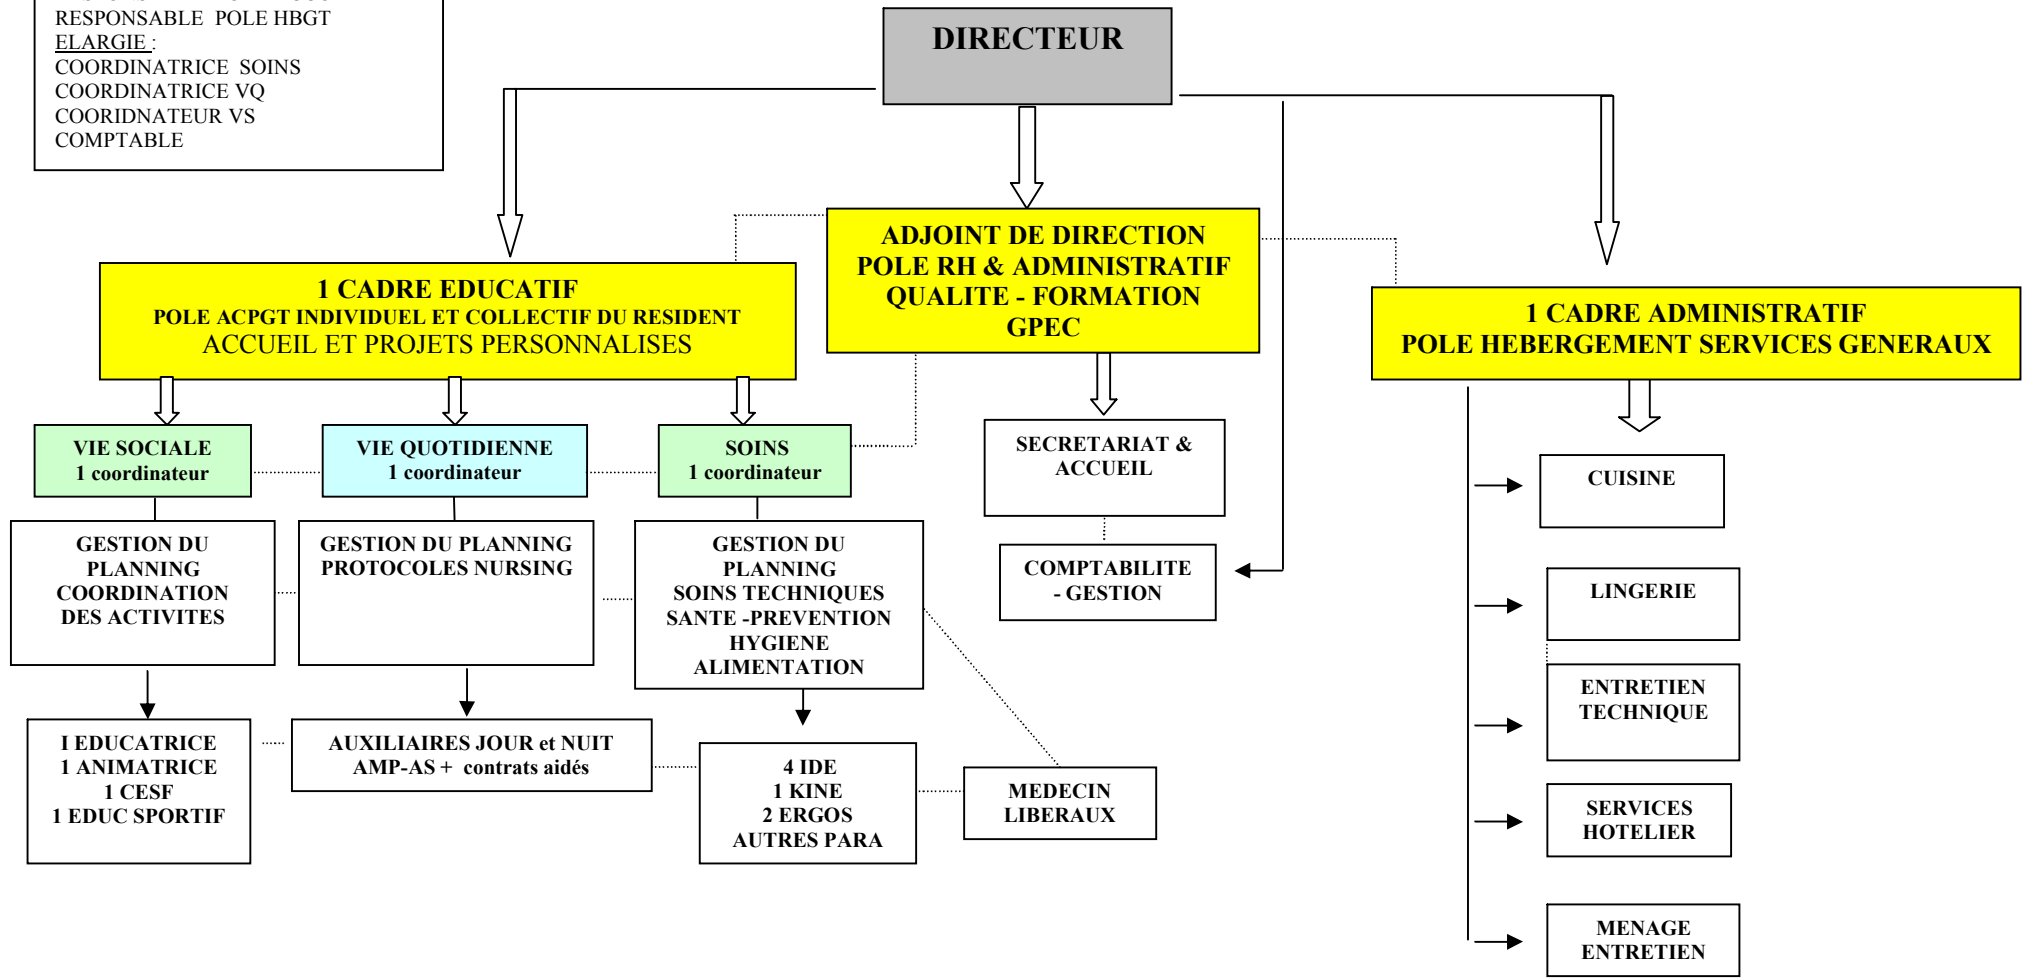 RESPONSABLE POLE HBGT
ELARGIE :
COORDINATRICE SOINS
COORDINATRICE VQ
COORIDNATEUR VS
COMPTABLE
DIRECTEUR
1 CADRE EDUCATIF
POLE ACPGT INDIVIDUEL ET COLLECTIF DU RESIDENT
ACCUEIL ET PROJETS PERSONNALISES
ADJOINT DE DIRECTION
POLE RH & ADMINISTRATIF
QUALITE - FORMATION
GPEC
1 CADRE ADMINISTRATIF
POLE HEBERGEMENT SERVICES GENERAUX
VIE SOCIALE
1 coordinateur
VIE QUOTIDIENNE
1 coordinateur
SOINS
1 coordinateur
SECRETARIAT &
ACCUEIL
COMPTABILITE
- GESTION
CUISINE
LINGERIE
ENTRETIEN
TECHNIQUE
SERVICES
HOTELIER
MENAGE
ENTRETIEN
GESTION DU
PLANNING
COORDINATION
DES ACTIVITES
GESTION DU PLANNING
PROTOCOLES NURSING
GESTION DU
PLANNING
SOINS TECHNIQUES
SANTE -PREVENTION
HYGIENE
ALIMENTATION
I EDUCATRICE
1 ANIMATRICE
1 CESF
1 EDUC SPORTIF
AUXILIAIRES JOUR et NUIT
AMP-AS + contrats aidés
4 IDE
1 KINE
2 ERGOS
AUTRES PARA
MEDECIN
LIBERAUX